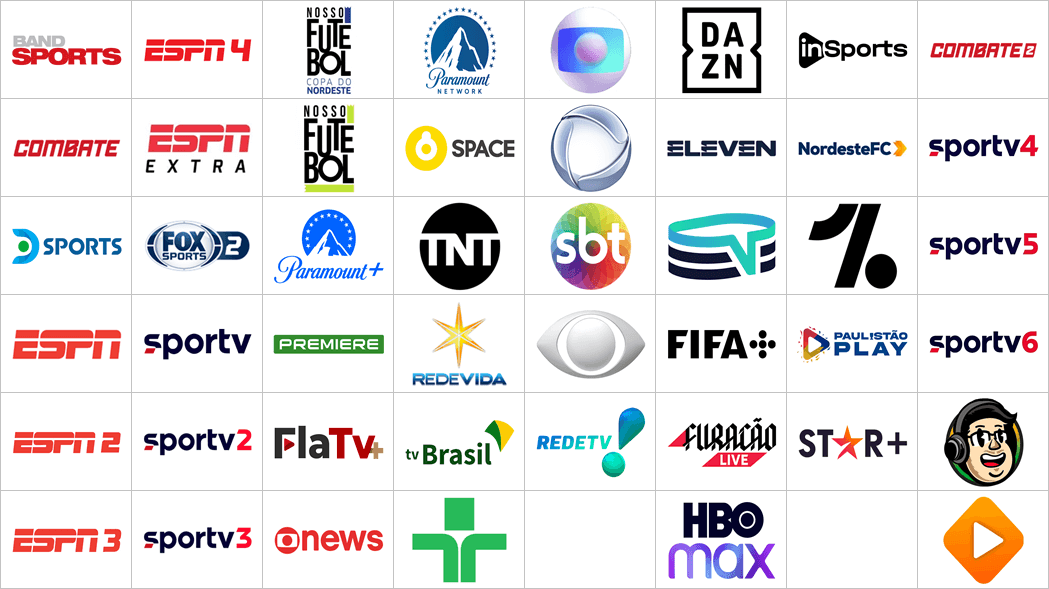 BAND
SPORTS
ESPN 4
NOSSO
FUTE
BOL
COPA DO
NORDESTE
Paramount
NETWORK
DA
ZN
inSports
COMBATE 2
COMBATE
ESPN
EXTRA
NOSSO
FUTE
BOL
SPACE
ELEVEN
NordesteFC
sportv4
D SPORTS
FOX
SPORTS
2
Paramount+
TNT
sbt
1
sportv5
ESPN
sportv
PREMIERE
REDEVIDA
FIFA+
PAULISTÃO
PLAY
sportv6
ESPN 2
sportv2
FlaTv+
tv Brasil
REDETV!
FURACÃO
LIVE
STAR+
ESPN 3
sportv3
news
HBO
max